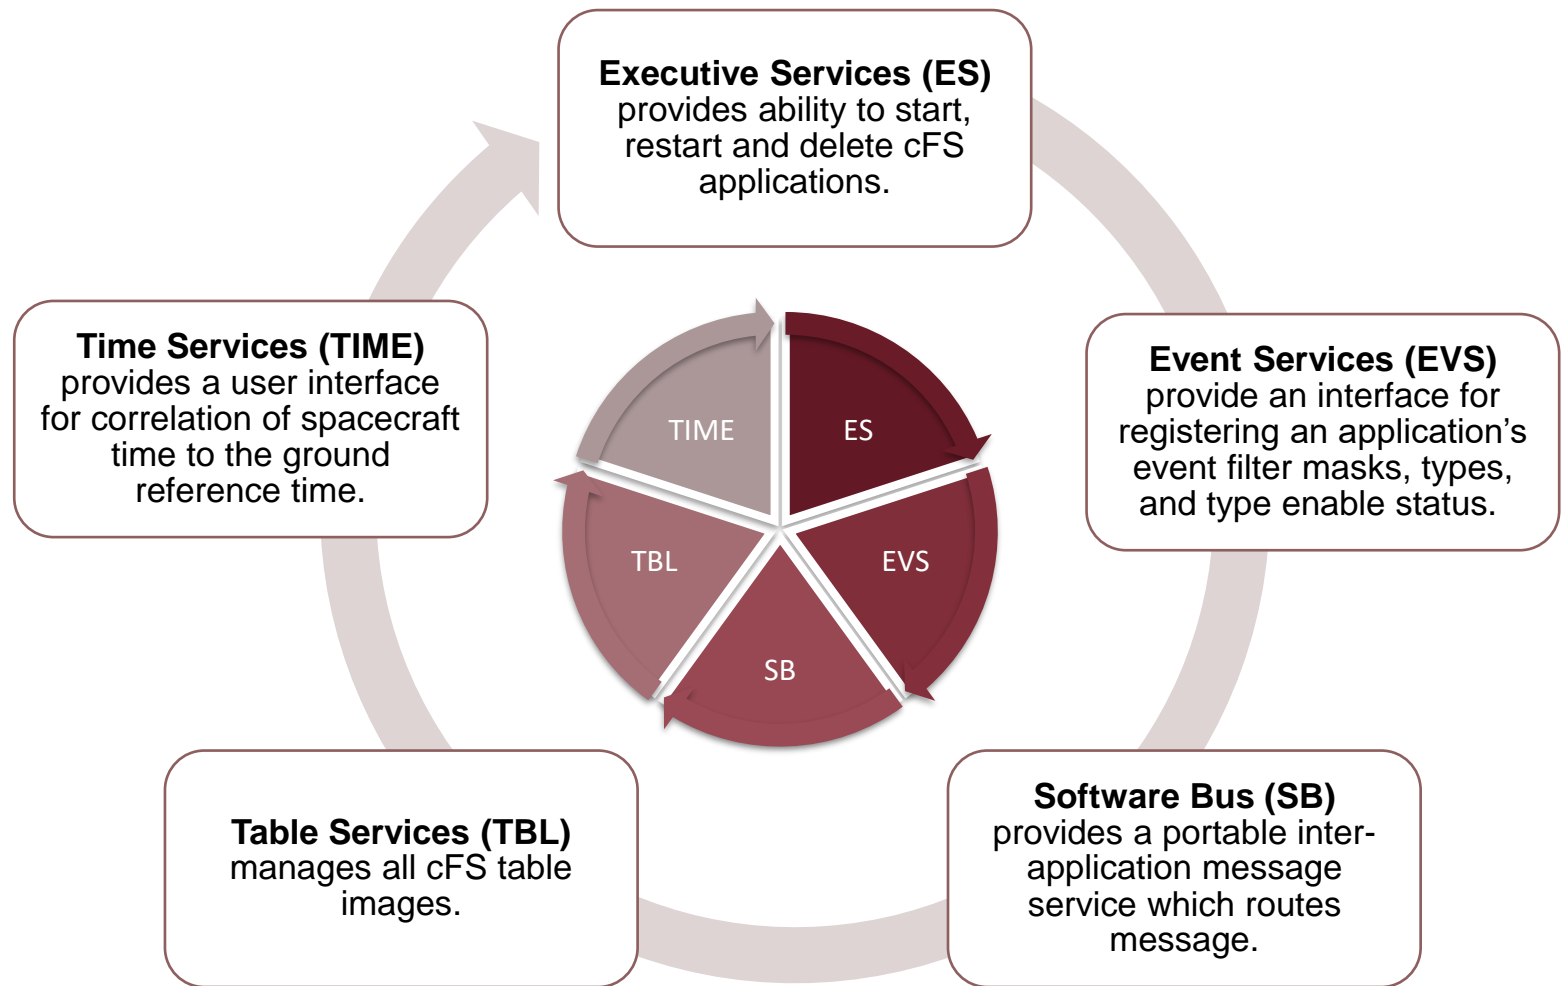 Executive Services (ES)
provides ability to start,
restart and delete cFS
applications.
Time Services (TIME)
provides a user interface
for correlation of spacecraft
time to the ground
reference time.
Event Services (EVS)
provide an interface for
registering an application’s
event filter masks, types,
and type enable status.
TIME
ES
TBL
EVS
SB
Table Services (TBL)
manages all cFS table
images.
Software Bus (SB)
provides a portable inter-
application message
service which routes
message.